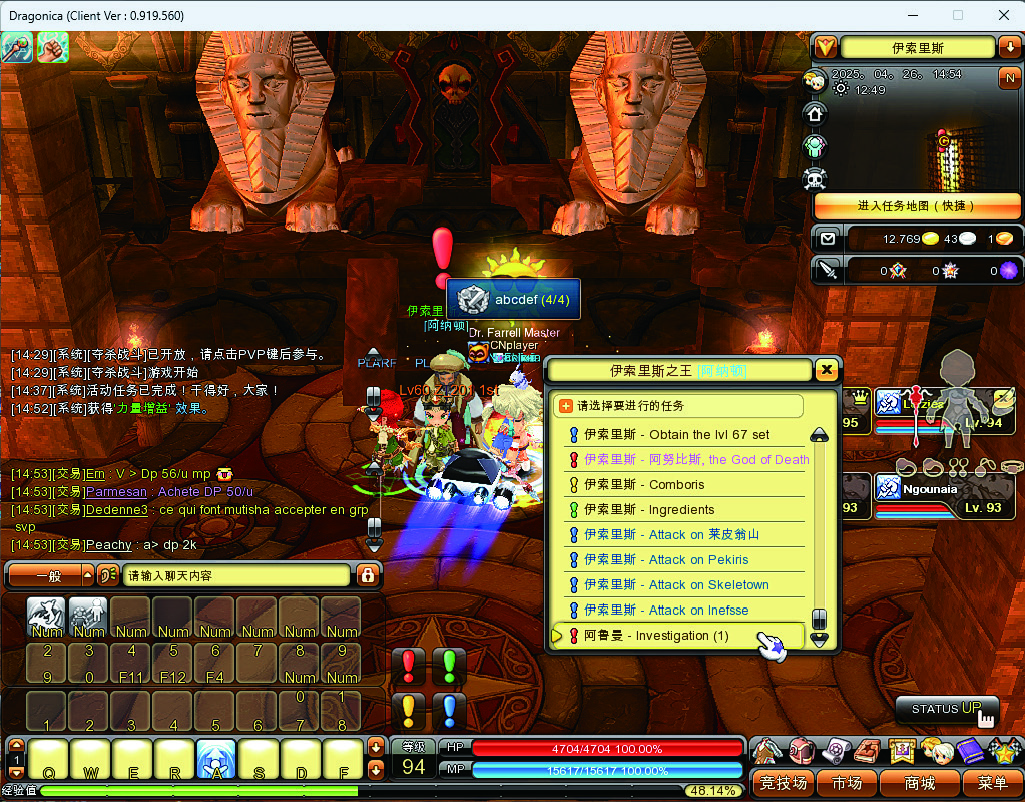 Dragonica (Client Ver : 0.919.560)
伊索里斯
2025。 04。 26。 14:54
N
12:49
G
进入任务地图 ( 快捷 )
12.769 43 1
0 0 0
abcdef (4/4)
伊索里
[阿纳顿]
Dr. Farrell Master
CNplayer
[14:29][系统][夺杀战斗]已开放，请点击PVP键后参与。
[14:29][系统][夺杀战斗]游戏开始
[14:37][系统]活动任务已完成！干得好，大家！
[14:52][系统]获得'力量增益' 效果。
伊索里斯之王 [阿纳顿]
请选择要进行的任务
伊索里斯 - Obtain the lvl 67 set
伊索里斯 - 阿努比斯, the God of Death
伊索里斯 - Comboris
伊索里斯 - Ingredients
伊索里斯 - Attack on 莱皮翁山
伊索里斯 - Attack on Pekiris
伊索里斯 - Attack on Skeletown
伊索里斯 - Attack on Inefsse
阿鲁曼 - Investigation (1)
95
Lv. 94
93
Ngounaia
Lv. 93
[14:53][交易]Ern : V > Dp 56/u mp
[14:53][交易]Parmesan : Achete DP 50/u
[14:53][交易]Dedenne3 : ce qui font mutisha accepter en grp
svp
[14:53][交易]Peachy : a> dp 2k
一般
请输入聊天内容
Num Num Num Num Num Num Num Num
2 3 4 5 6 7 8 9
9 0 F11 F12 F4 Num Num
0 1
1 2 3 4 5 6 7 8
1
Q W E R A S D F
等级
94
HP
4704/4704 100.00%
MP
15617/15617 100.00%
STATUS UP
竞技场
市场
商城
菜单
经验值
48.14%